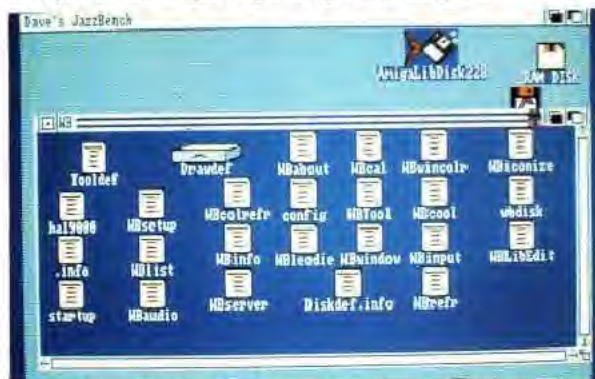 Dave's JazzBench
AmigaLibDisk228
RAM DISK
WB
Tooldef
Drawdef
WBabout
WBcal
WBwincolr
WBiconize
hal9000
WBsetup
WBcolrefr
config
WBTool
WBcool
wbdisk
.info
WBlist
WBinfo
WBleadie
WBwindow
WBinput
WBLibEdit
startup
WBaudio
WBserver
Diskdef.info
WBrefr